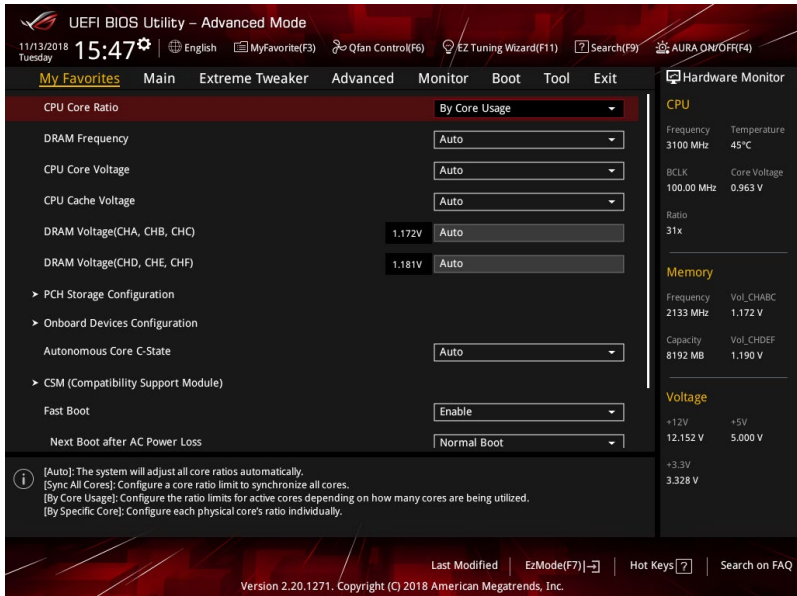 UEFI BIOS Utility – Advanced Mode
11/13/2018
Tuesday
15:47
English
MyFavorite(F3)
Qfan Control(F6)
EZ Tuning Wizard(F11)
? Search(F9)
AURA ON/OFF(F4)
My Favorites Main Extreme Tweaker Advanced Monitor Boot Tool Exit
CPU Core Ratio By Core Usage
DRAM Frequency Auto
CPU Core Voltage Auto
CPU Cache Voltage Auto
DRAM Voltage(CHA, CHB, CHC) 1.172V Auto
DRAM Voltage(CHD, CHE, CHF) 1.181V Auto
PCH Storage Configuration
Onboard Devices Configuration
Autonomous Core C-State Auto
CSM (Compatibility Support Module)
Fast Boot Enable
Next Boot after AC Power Loss Normal Boot
[Auto]: The system will adjust all core ratios automatically.
[Sync All Cores]: Configure a core ratio limit to synchronize all cores.
[By Core Usage]: Configure the ratio limits for active cores depending on how many cores are being utilized.
[By Specific Core]: Configure each physical core's ratio individually.
Hardware Monitor
CPU
Frequency Temperature
3100 MHz 45°C
BCLK Core Voltage
100.00 MHz 0.963 V
Ratio
31x
Memory
Frequency Vol_CHABC
2133 MHz 1.172 V
Capacity Vol_CHDEF
8192 MB 1.190 V
Voltage
+12V +5V
12.152 V 5.000 V
+3.3V
3.328 V
Last Modified EzMode(F7) Hot Keys ? Search on FAQ
Version 2.20.1271. Copyright (C) 2018 American Megatrends, Inc.